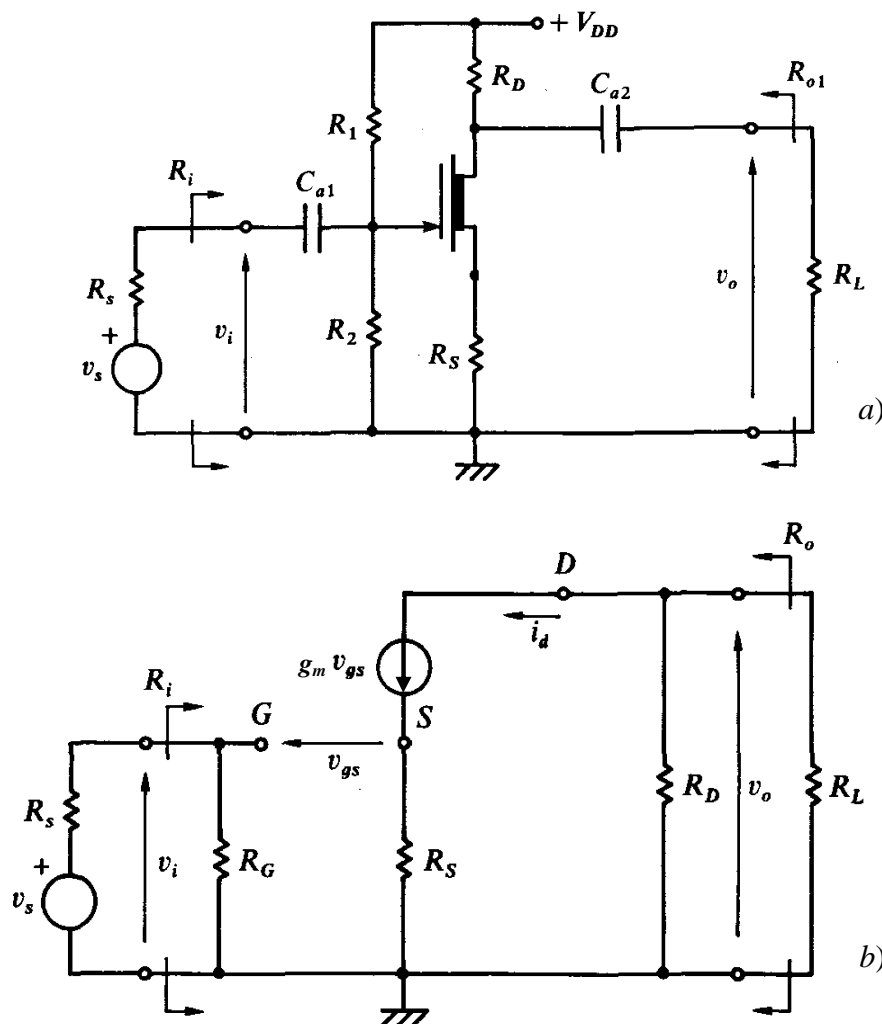 + V_DD
R_D
C_a2
R_o1
R_1
R_i
C_a1
R_s
+
v_i
R_2
R_S
v_o
R_L
v_s
a)
R_o
D
i_d
g_m v_gs
R_i
G
S
v_gs
R_s
R_D
v_o
R_L
+
v_i
R_G
R_S
v_s
b)